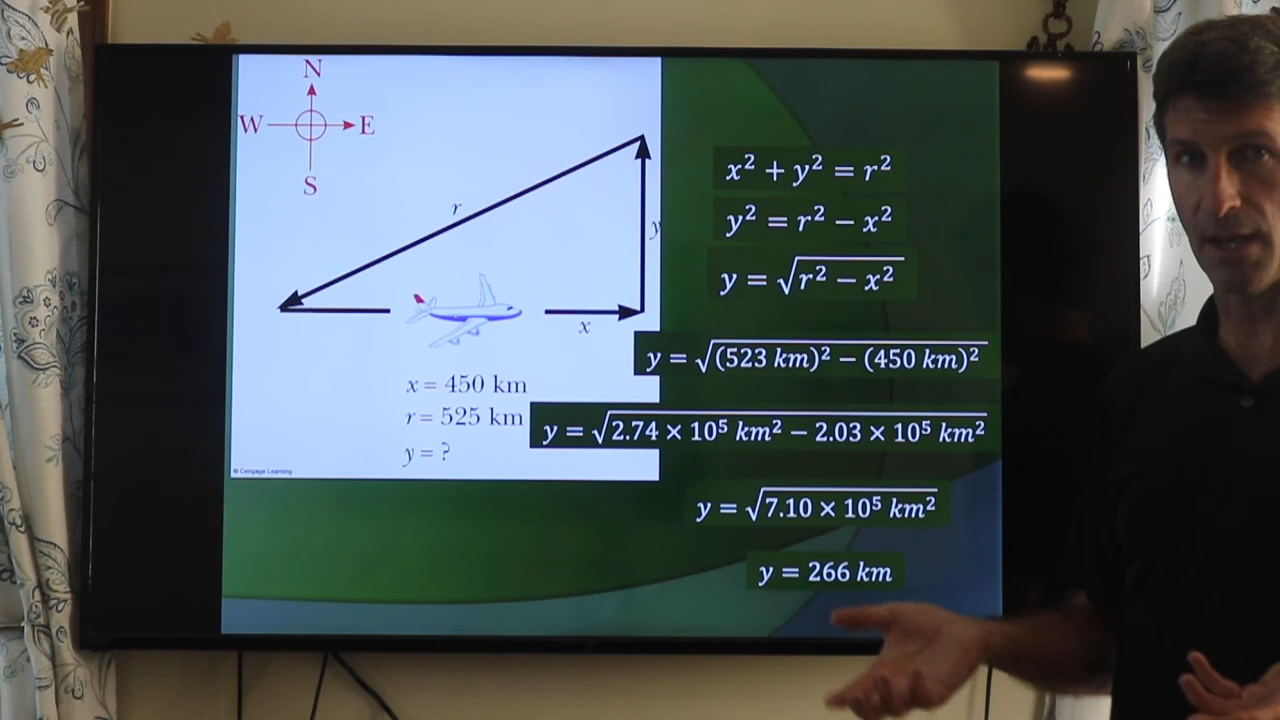 N
W E
S
r
y
x
x = 450 km
r = 525 km
y = ?
© Cengage Learning
x² + y² = r²
y² = r² − x²
y = √(r² − x²)
y = √((523 km)² − (450 km)²)
y = √(2.74 × 10⁵ km² − 2.03 × 10⁵ km²)
y = √(7.10 × 10⁵ km²)
y = 266 km